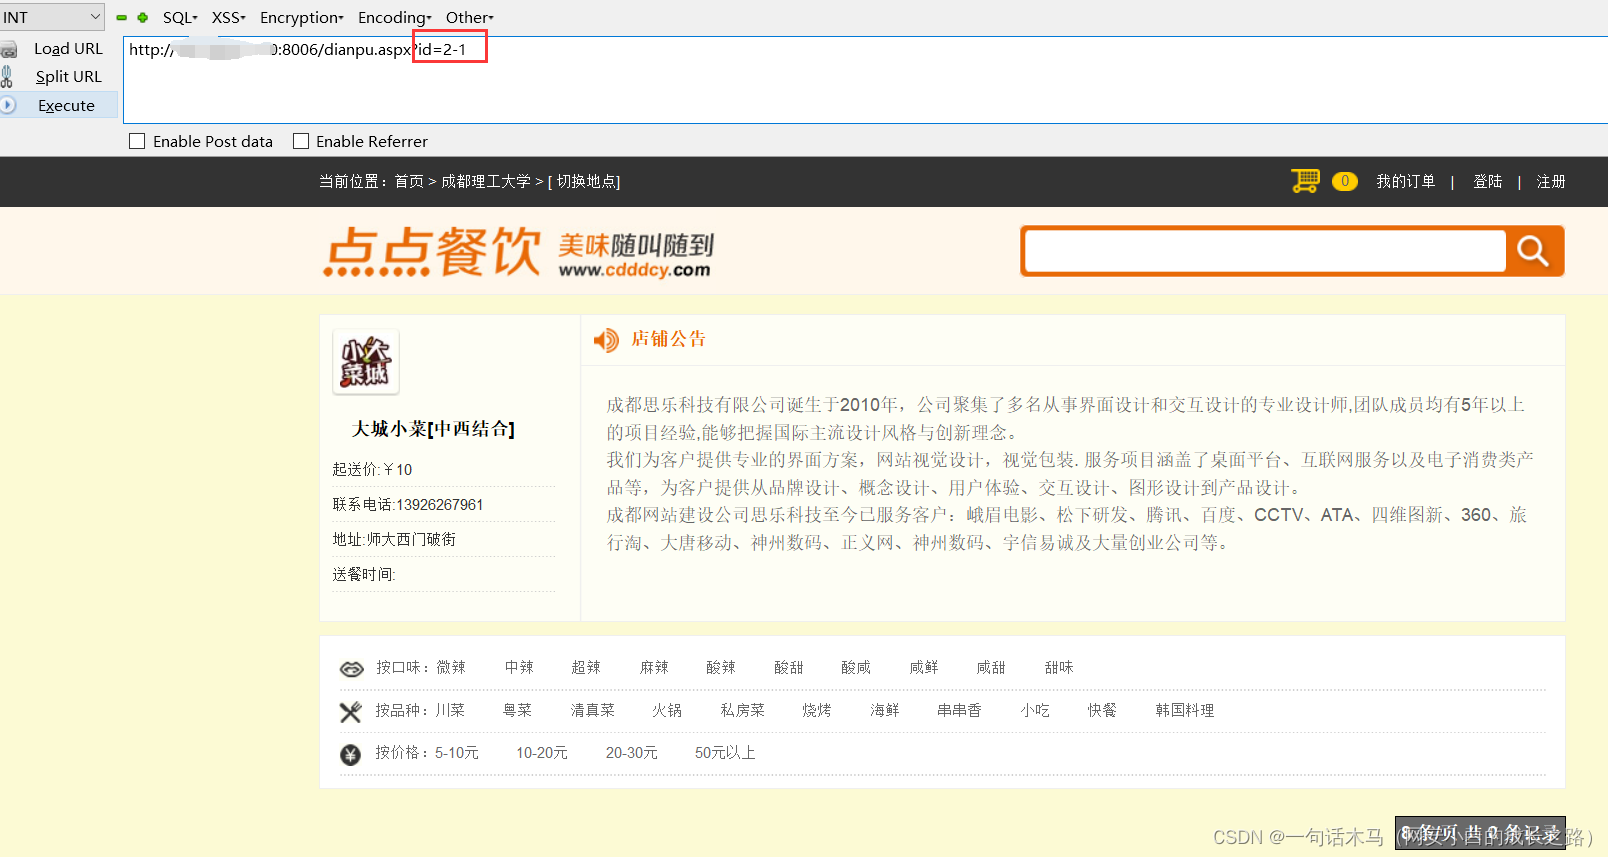 INT SQL XSS Encryption Encoding Other
Load URL
http:// 0:8006/dianpu.aspx?id=2-1
Split URL
Execute
Enable Post data Enable Referrer
当前位置：首页 > 成都理工大学 > [ 切换地点]
0 我的订单 | 登陆 | 注册
点点餐饮 美味随叫随到
www.cdddcy.com
小大
菜城
大城小菜[中西结合]
起送价:￥10
联系电话:13926267961
地址:师大西门破街
送餐时间:
店铺公告
成都思乐科技有限公司诞生于2010年，公司聚集了多名从事界面设计和交互设计的专业设计师,团队成员均有5年以上
的项目经验,能够把握国际主流设计风格与创新理念。
我们为客户提供专业的界面方案，网站视觉设计，视觉包装. 服务项目涵盖了桌面平台、互联网服务以及电子消费类产
品等，为客户提供从品牌设计、概念设计、用户体验、交互设计、图形设计到产品设计。
成都网站建设公司思乐科技至今已服务客户：峨眉电影、松下研发、腾讯、百度、CCTV、ATA、四维图新、360、旅
行淘、大唐移动、神州数码、正义网、神州数码、宇信易诚及大量创业公司等。
按口味：微辣 中辣 超辣 麻辣 酸辣 酸甜 酸咸 咸鲜 咸甜 甜味
按品种：川菜 粤菜 清真菜 火锅 私房菜 烧烤 海鲜 串串香 小吃 快餐 韩国料理
按价格：5-10元 10-20元 20-30元 50元以上
8 条/页 共 0 条记录
CSDN @一句话木马（网安小白的成长之路）